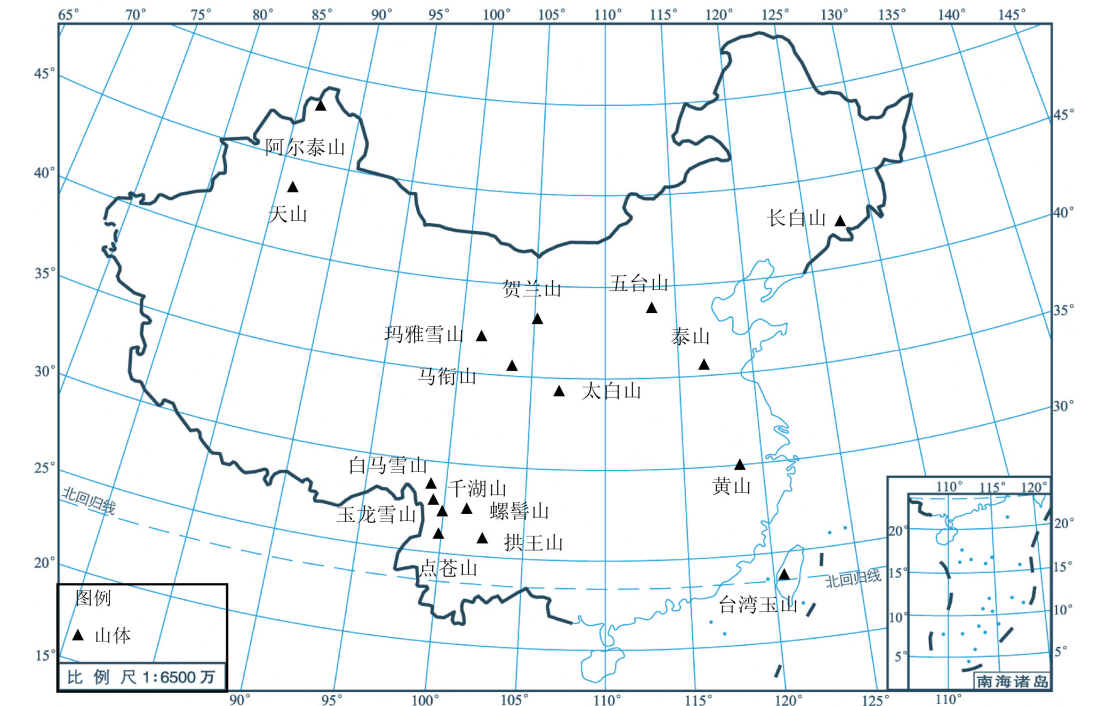 65° 70° 75° 80° 85° 90° 95° 100° 105° 110° 115° 120° 125° 130° 135° 140° 145°
45°
45°
阿尔泰山
40°
天山
长白山
40°
35°
贺兰山
五台山
35°
玛雅雪山
泰山
30°
马衔山
太白山
30°
25°
白马雪山
千湖山
黄山
北回归线
玉龙雪山
螺髻山
拱王山
20°
点苍山
北回归线
台湾玉山
110° 115° 120°
20°
20°
15°
15°
10°
10°
5°
5°
南海诸岛
图例
山体
15°
比例尺1:6500万
90° 95° 100° 105° 110° 115° 120° 125° 110°